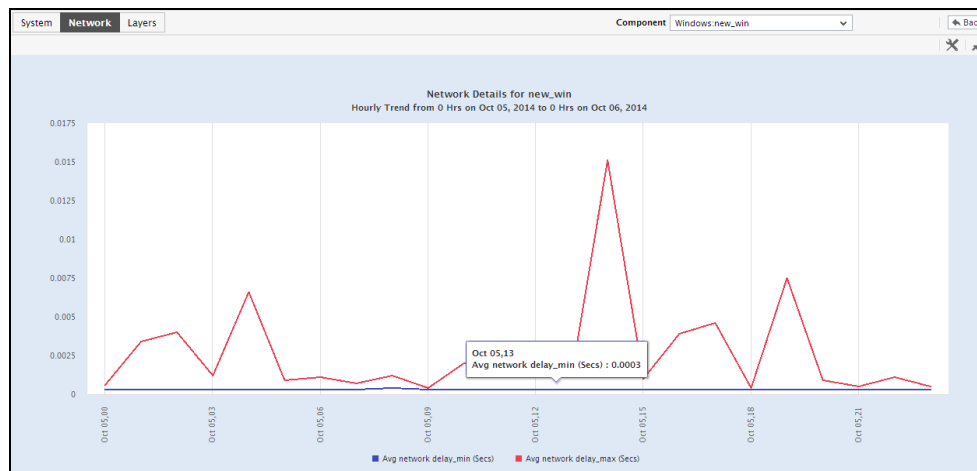 System Network Layers Component Windows:new_win
Network Details for new_win
Hourly Trend from 0 Hrs on Oct 05, 2014 to 0 Hrs on Oct 06, 2014
0.0175
0.015
0.0125
0.01
0.0075
0.005
0.0025
0
Oct 05,13
Avg network delay_min (Secs) : 0.0003
Oct 05,00 Oct 05,03 Oct 05,06 Oct 05,09 Oct 05,12 Oct 05,15 Oct 05,18 Oct 05,21
Avg network delay_min (Secs) Avg network delay_max (Secs)